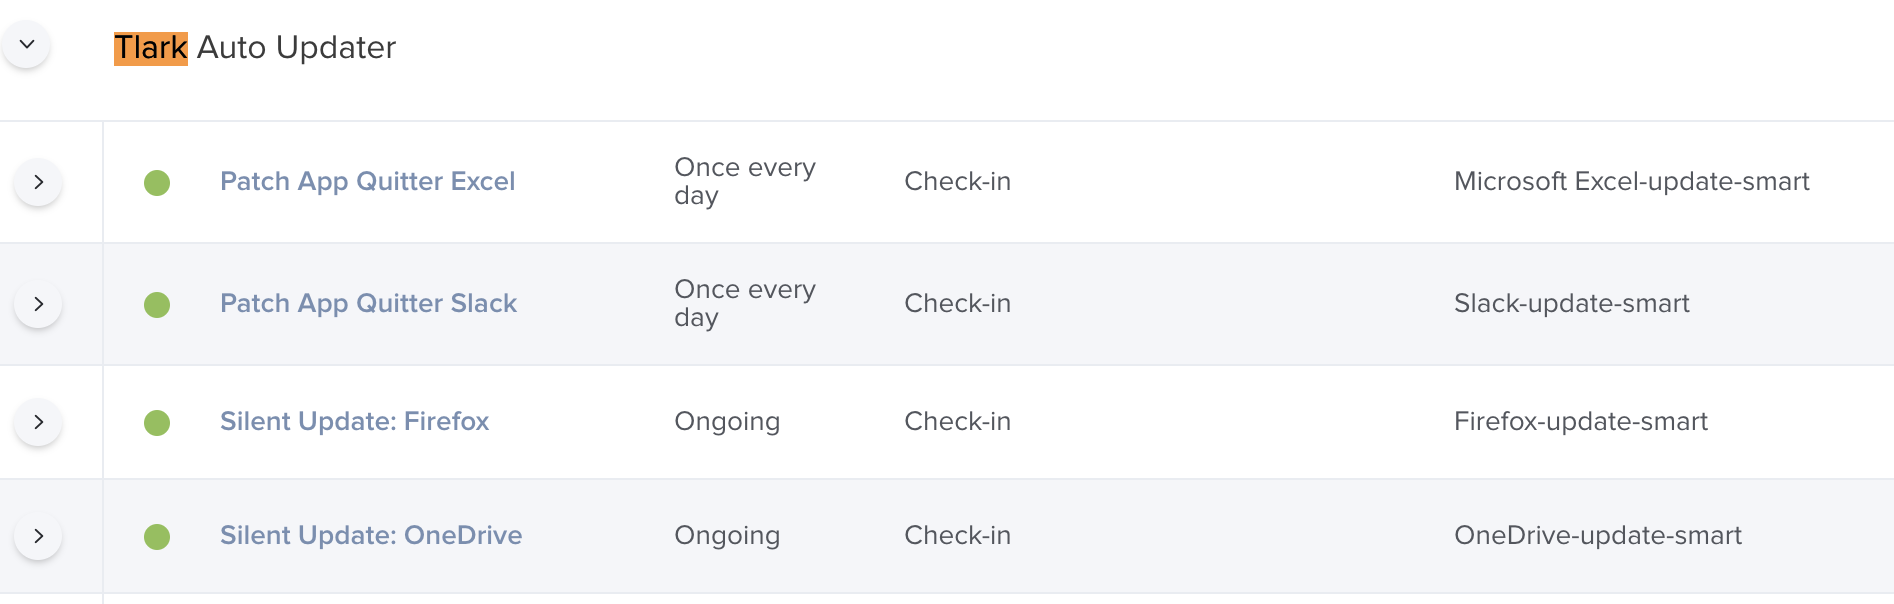 Tlark Auto Updater
Patch App Quitter Excel
Once every
day
Check-in
Microsoft Excel-update-smart
Patch App Quitter Slack
Once every
day
Check-in
Slack-update-smart
Silent Update: Firefox
Ongoing
Check-in
Firefox-update-smart
Silent Update: OneDrive
Ongoing
Check-in
OneDrive-update-smart